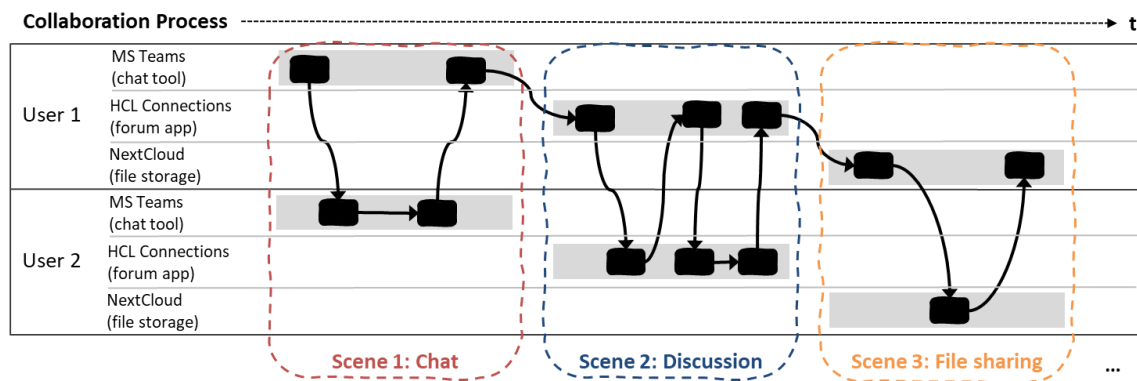 Collaboration Process
t
User 1
MS Teams
(chat tool)
HCL Connections
(forum app)
NextCloud
(file storage)
User 2
MS Teams
(chat tool)
HCL Connections
(forum app)
NextCloud
(file storage)
Scene 1: Chat
Scene 2: Discussion
Scene 3: File sharing
...